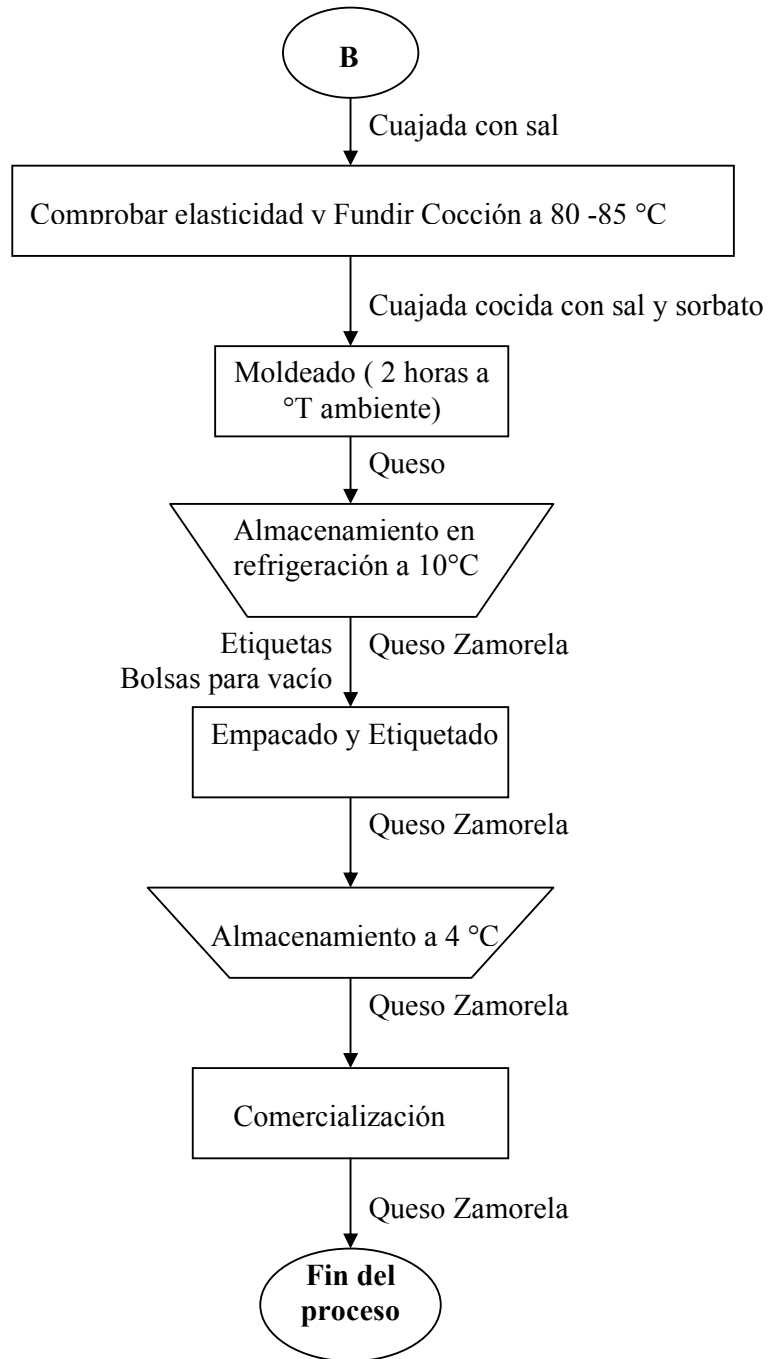 B
Cuajada con sal
Comprobar elasticidad y Fundir Cocción a 80 -85 °C
Cuajada cocida con sal y sorbato
Moldeado ( 2 horas a
°T ambiente)
Queso
Almacenamiento en
refrigeración a 10°C
Etiquetas
Bolsas para vacío
Queso Zamorela
Empacado y Etiquetado
Queso Zamorela
Almacenamiento a 4 °C
Queso Zamorela
Comercialización
Queso Zamorela
Fin del
proceso